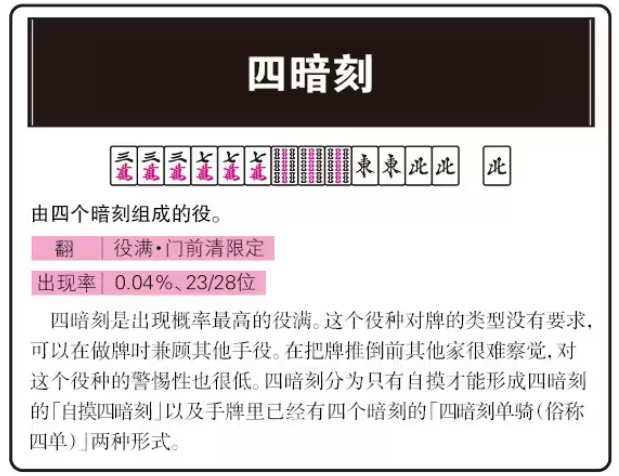 四暗刻
三萬 三萬 三萬 七萬 七萬 七萬 東 東 北 北 北
由四个暗刻组成的役。
翻 役满·门前清限定
出现率 0.04%、23/28位
四暗刻是出现概率最高的役满。这个役种对牌的类型没有要求,
可以在做牌时兼顾其他手役。在把牌推倒前其他家很难察觉,对
这个役种的警惕性也很低。四暗刻分为只有自摸才能形成四暗刻
的「自摸四暗刻」以及手牌里已经有四个暗刻的「四暗刻单骑(俗称
四单)」两种形式。